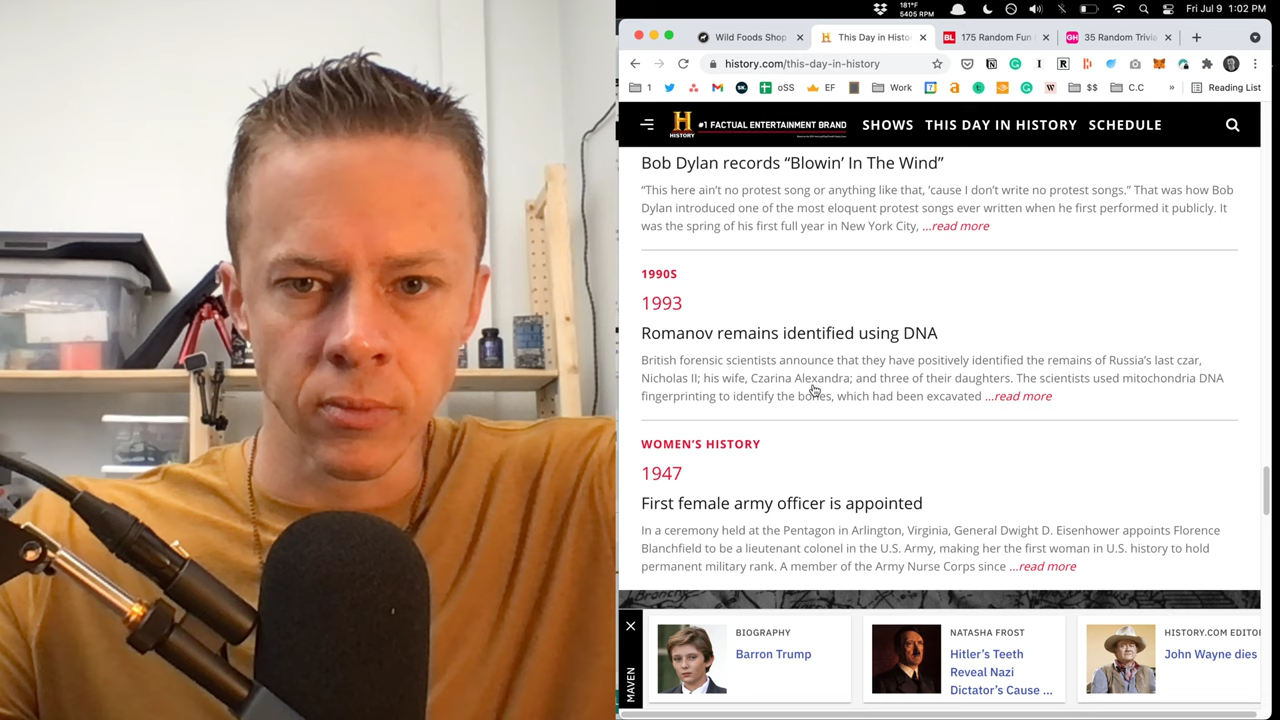 181°F
5405 RPM
Fri Jul 9 1:02 PM
Wild Foods Shop
This Day in Histo
BL 175 Random Fun
GH 35 Random Trivia
history.com/this-day-in-history
1
oSS
EF
Work
$$
C.C
»
Reading List
H
HISTORY
#1 FACTUAL ENTERTAINMENT BRAND
SHOWS
THIS DAY IN HISTORY
SCHEDULE
Bob Dylan records “Blowin’ In The Wind”
“This here ain’t no protest song or anything like that, ’cause I don’t write no protest songs.” That was how Bob
Dylan introduced one of the most eloquent protest songs ever written when he first performed it publicly. It
was the spring of his first full year in New York City, ...read more
1990S
1993
Romanov remains identified using DNA
British forensic scientists announce that they have positively identified the remains of Russia’s last czar,
Nicholas II; his wife, Czarina Alexandra; and three of their daughters. The scientists used mitochondria DNA
fingerprinting to identify the bones, which had been excavated ...read more
WOMEN’S HISTORY
1947
First female army officer is appointed
In a ceremony held at the Pentagon in Arlington, Virginia, General Dwight D. Eisenhower appoints Florence
Blanchfield to be a lieutenant colonel in the U.S. Army, making her the first woman in U.S. history to hold
permanent military rank. A member of the Army Nurse Corps since ...read more
MAVEN
BIOGRAPHY
Barron Trump
NATASHA FROST
Hitler’s Teeth
Reveal Nazi
Dictator’s Cause ...
HISTORY.COM EDITO
John Wayne dies